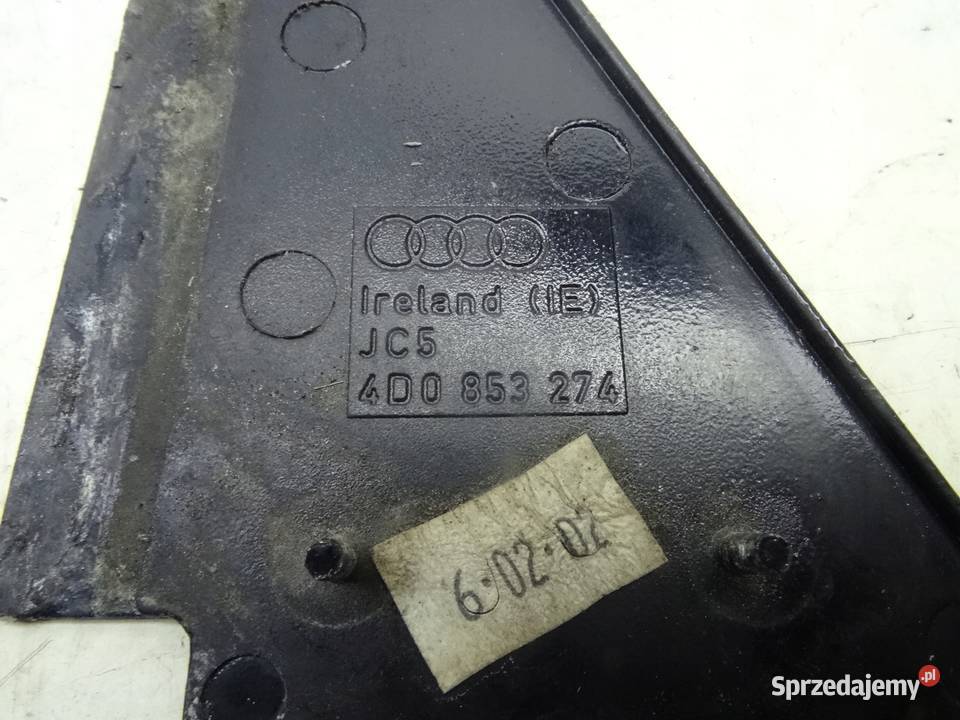 Ireland (IE)
JC5
4D0 853 274
6.02.02
Sprzedajemy.pl